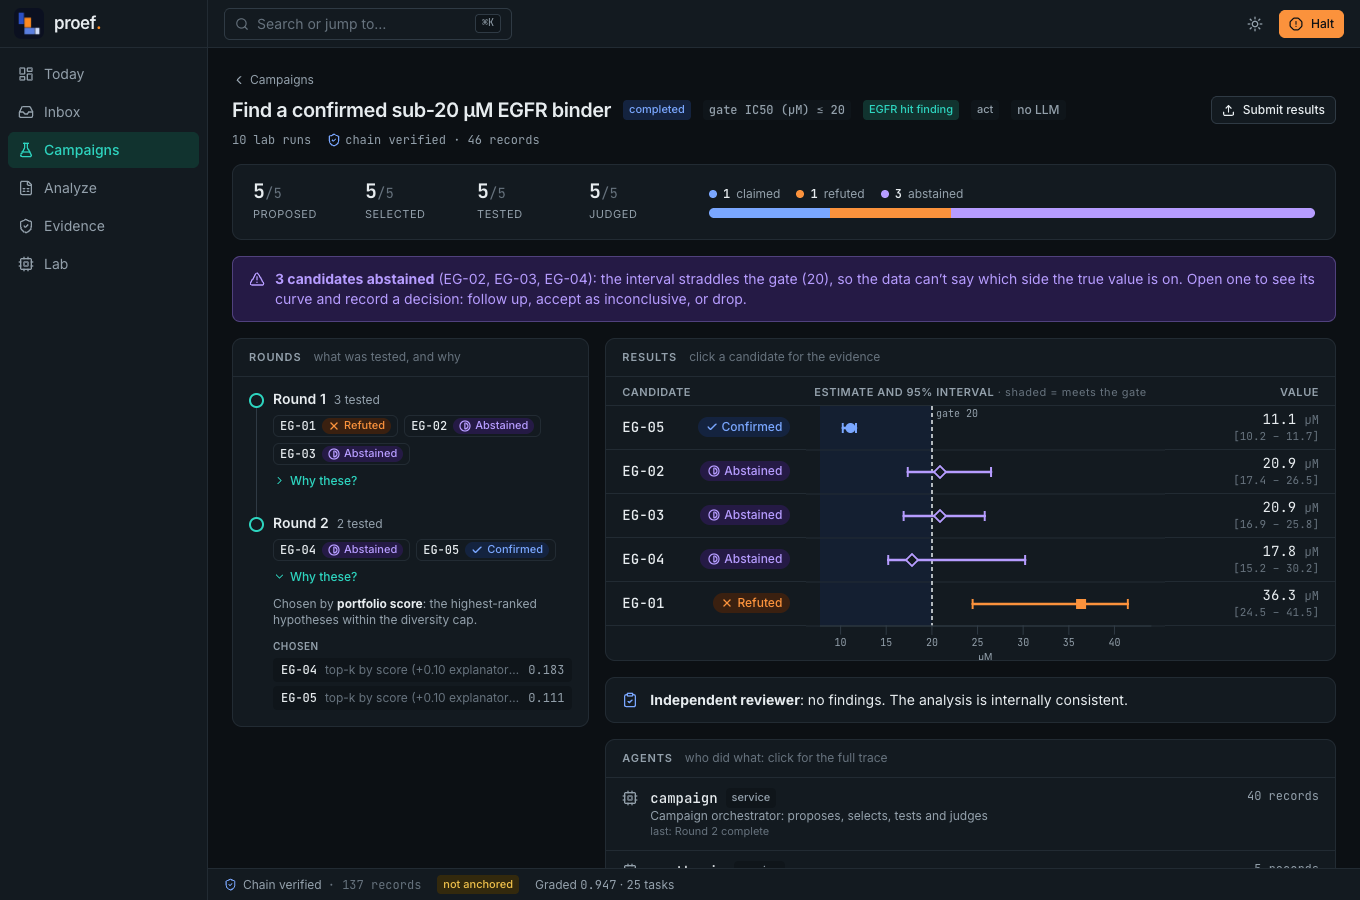 proef.
Search or jump to...
⌘K
Halt
Today
Inbox
Campaigns
Analyze
Evidence
Lab
Campaigns
Find a confirmed sub-20 µM EGFR binder
completed
gate IC50 (µM) ≤ 20
EGFR hit finding
act
no LLM
Submit results
10 lab runs
chain verified · 46 records
5/5
PROPOSED
5/5
SELECTED
5/5
TESTED
5/5
JUDGED
1 claimed
1 refuted
3 abstained
3 candidates abstained (EG-02, EG-03, EG-04): the interval straddles the gate (20), so the data can't say which side the true value is on. Open one to see its
curve and record a decision: follow up, accept as inconclusive, or drop.
ROUNDS what was tested, and why
Round 1 3 tested
EG-01 Refuted
EG-02 Abstained
EG-03 Abstained
Why these?
Round 2 2 tested
EG-04 Abstained
EG-05 Confirmed
Why these?
Chosen by portfolio score: the highest-ranked
hypotheses within the diversity cap.
CHOSEN
EG-04 top-k by score (+0.10 explanator... 0.183
EG-05 top-k by score (+0.10 explanator... 0.111
RESULTS click a candidate for the evidence
CANDIDATE ESTIMATE AND 95% INTERVAL · shaded = meets the gate VALUE
gate 20
EG-05 Confirmed 11.1 µM
[10.2 – 11.7]
EG-02 Abstained 20.9 µM
[17.4 – 26.5]
EG-03 Abstained 20.9 µM
[16.9 – 25.8]
EG-04 Abstained 17.8 µM
[15.2 – 30.2]
EG-01 Refuted 36.3 µM
[24.5 – 41.5]
10 15 20 25 30 35 40
µM
Independent reviewer: no findings. The analysis is internally consistent.
AGENTS who did what: click for the full trace
campaign service 40 records
Campaign orchestrator: proposes, selects, tests and judges
last: Round 2 complete
Chain verified · 137 records
not anchored
Graded 0.947 · 25 tasks